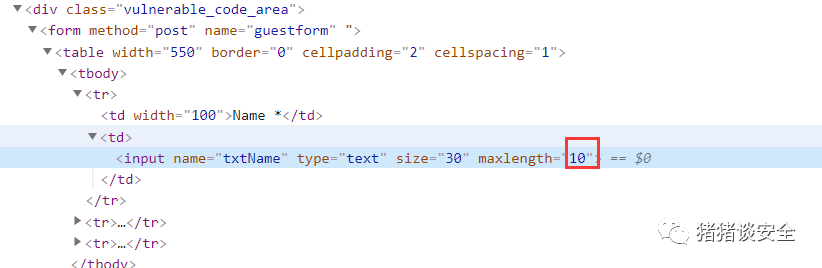 ▼<div class="vulnerable_code_area">
▼<form method="post" name="guestform" ">
▼<table width="550" border="0" cellpadding="2" cellspacing="1">
▼<tbody>
▼<tr>
<td width="100">Name *</td>
▼<td>
<input name="txtName" type="text" size="30" maxlength="10"> == $0
</td>
</tr>
▶<tr>…</tr>
▶<tr>…</tr>
</tbody>
猪猪谈安全